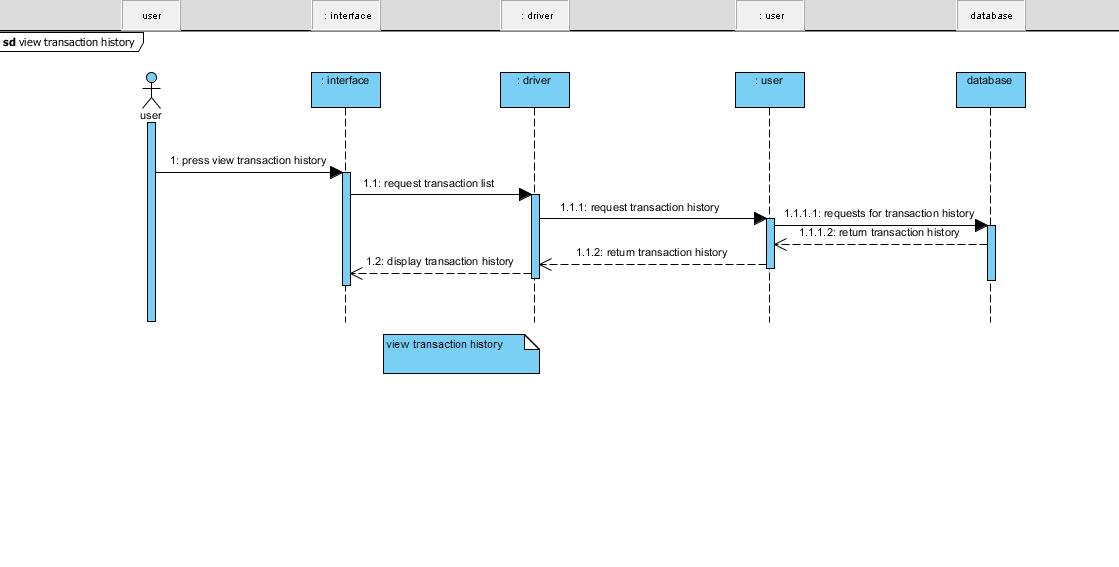 user
: interface
: driver
: user
database
sd view transaction history
: interface
: driver
: user
database
user
1: press view transaction history
1.1: request transaction list
1.1.1: request transaction history
1.1.1.1: requests for transaction history
1.1.1.2: return transaction history
1.1.2: return transaction history
1.2: display transaction history
view transaction history